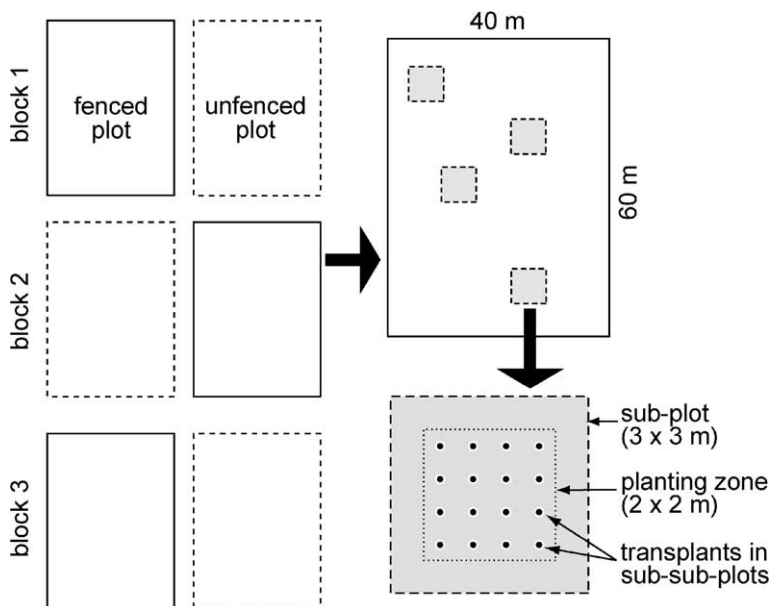 block 1
fenced
plot
unfenced
plot
block 2
block 3
40 m
60 m
sub-plot
(3 x 3 m)
planting zone
(2 x 2 m)
transplants in
sub-sub-plots